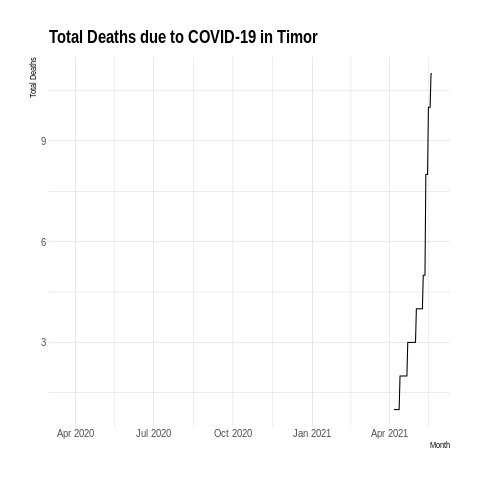 Total Deaths due to COVID-19 in Timor
Total Deaths
9
6
3
Apr 2020 Jul 2020 Oct 2020 Jan 2021 Apr 2021
Month